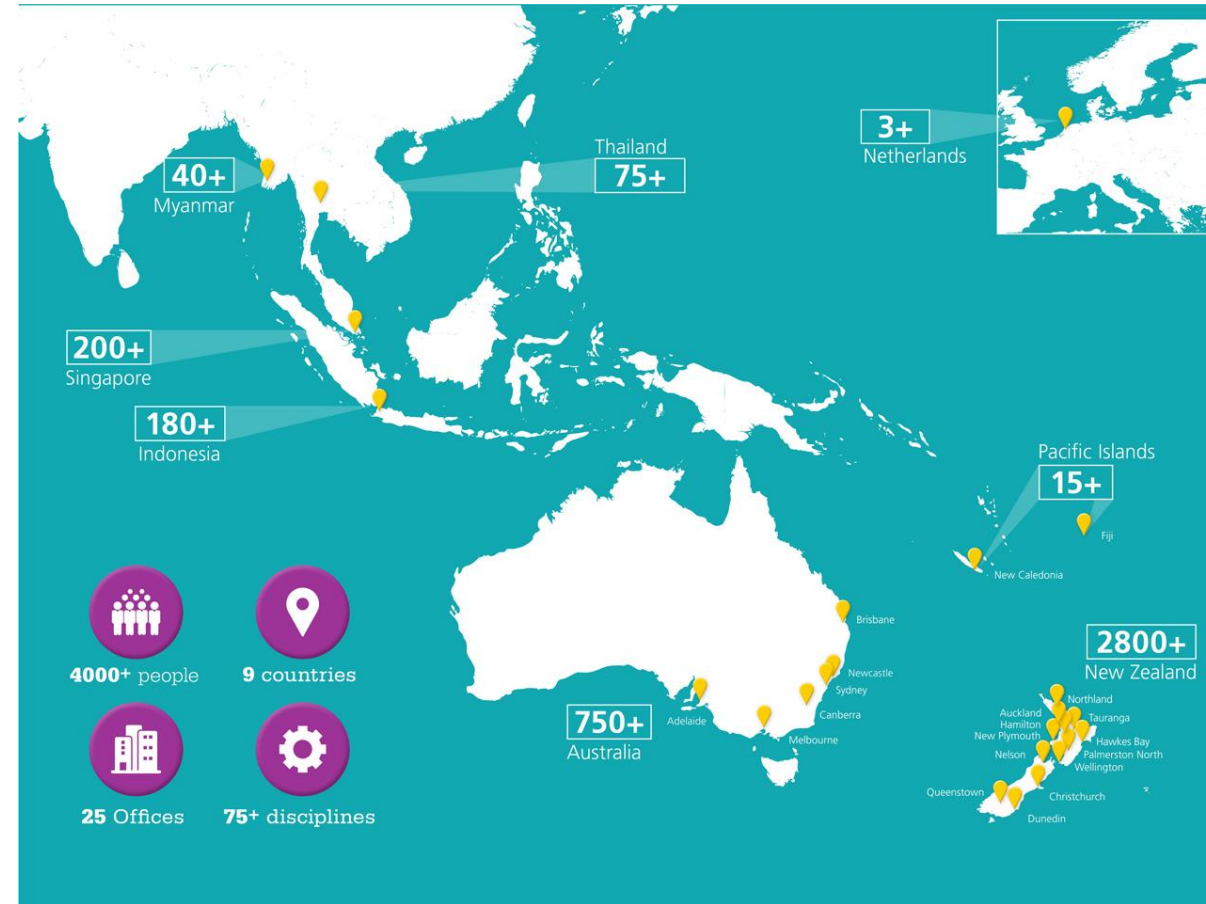 3+
Netherlands
Thailand
75+
40+
Myanmar
200+
Singapore
180+
Indonesia
Pacific Islands
15+
Fiji
New Caledonia
Brisbane
Newcastle
Sydney
Canberra
Adelaide
Melbourne
750+
Australia
2800+
New Zealand
Northland
Auckland
Tauranga
Hamilton
New Plymouth
Hawkes Bay
Nelson
Palmerston North
Wellington
Queenstown
Christchurch
Dunedin
4000+ people
9 countries
25 Offices
75+ disciplines